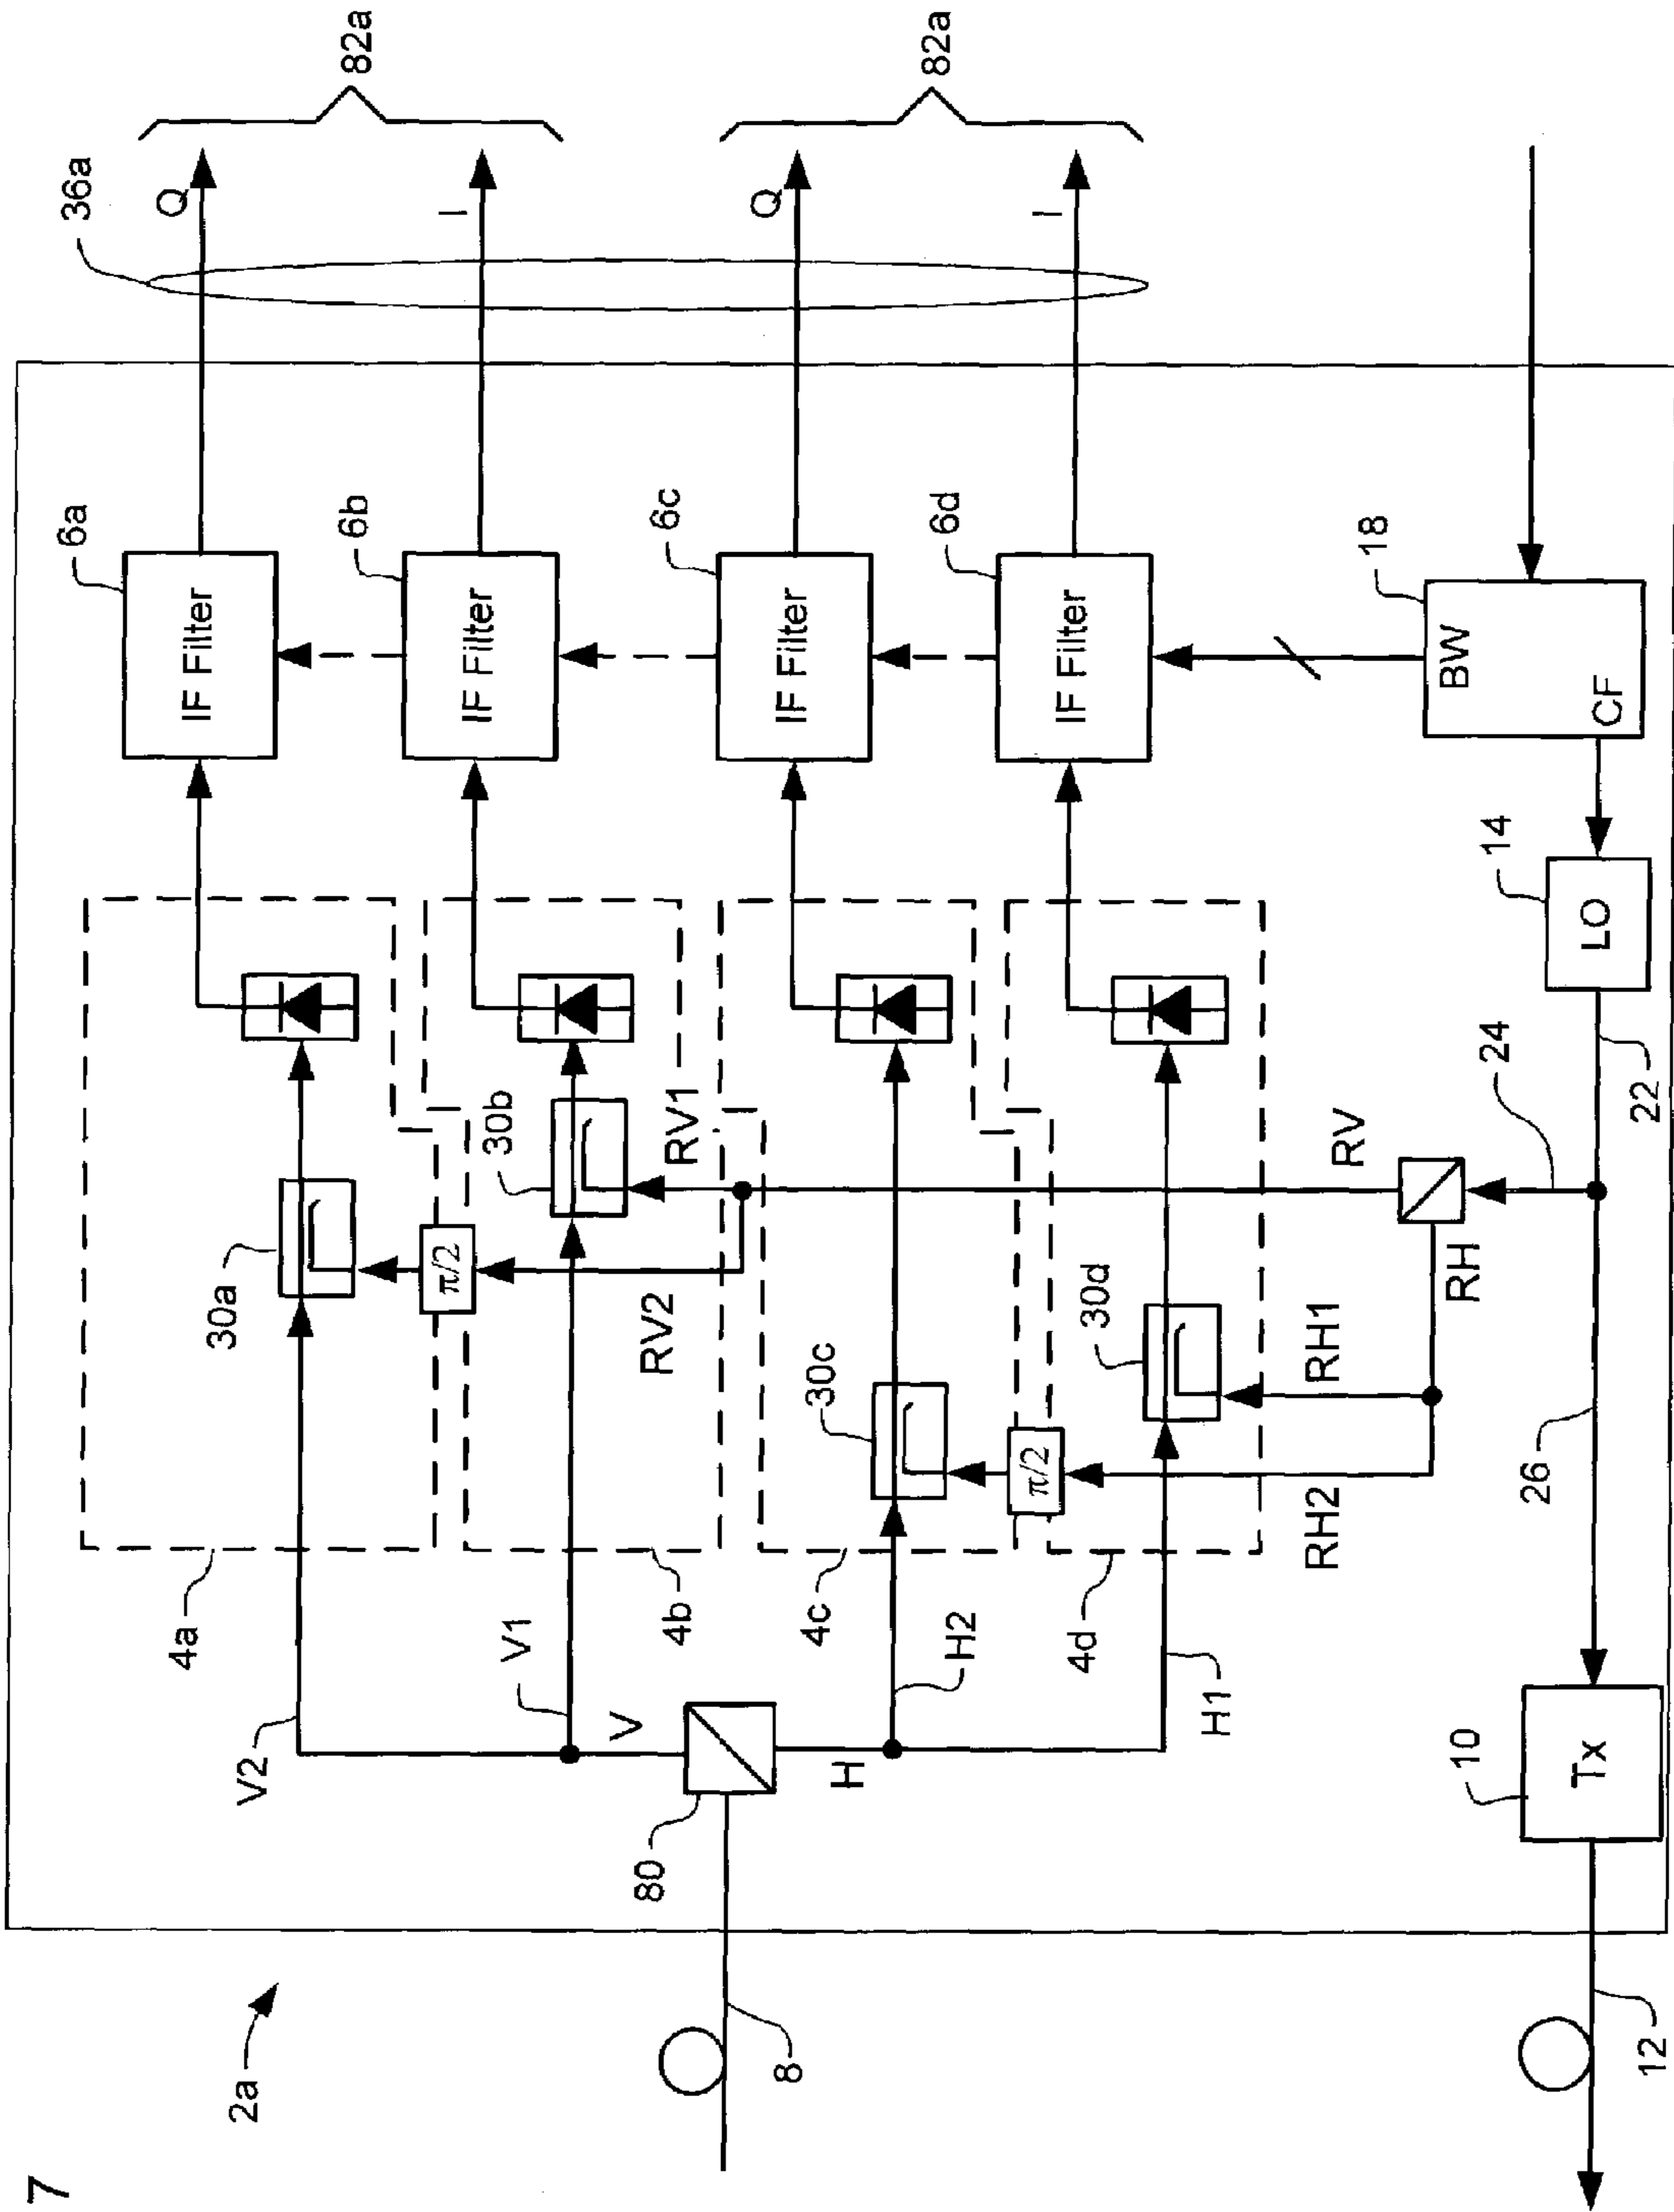 7
2a
8
12
80
V
H
V2
V1
H2
H1
4a
4b
4c
4d
30a
30b
30c
30d
π/2
π/2
RV1
RV2
RV
RH
RH1
RH2
6a
IF Filter
6b
IF Filter
6c
IF Filter
6d
IF Filter
36a
Q
I
82a
Q
I
82a
18
BW
CF
14
LO
22
24
26
10
Tx